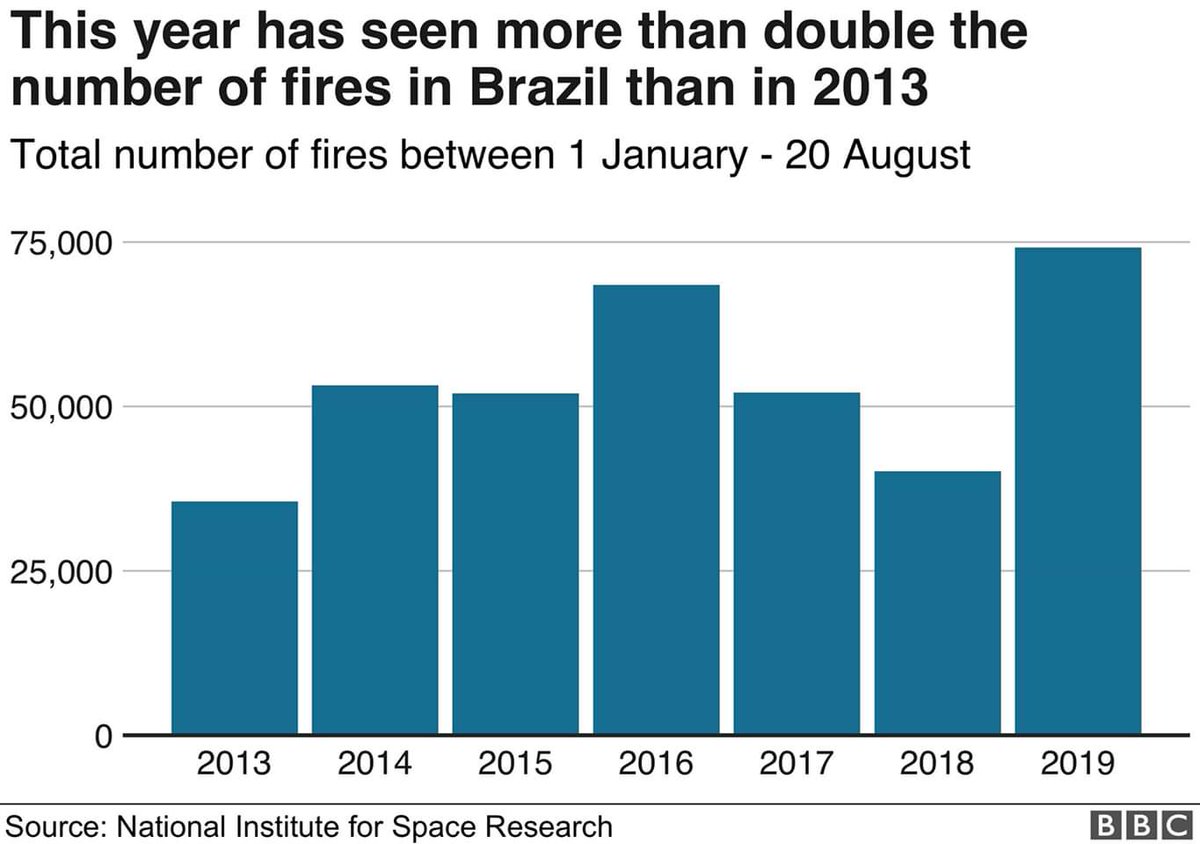 This year has seen more than double the
number of fires in Brazil than in 2013
Total number of fires between 1 January - 20 August
75,000
50,000
25,000
0
2013 2014 2015 2016 2017 2018 2019
Source: National Institute for Space Research
BBC